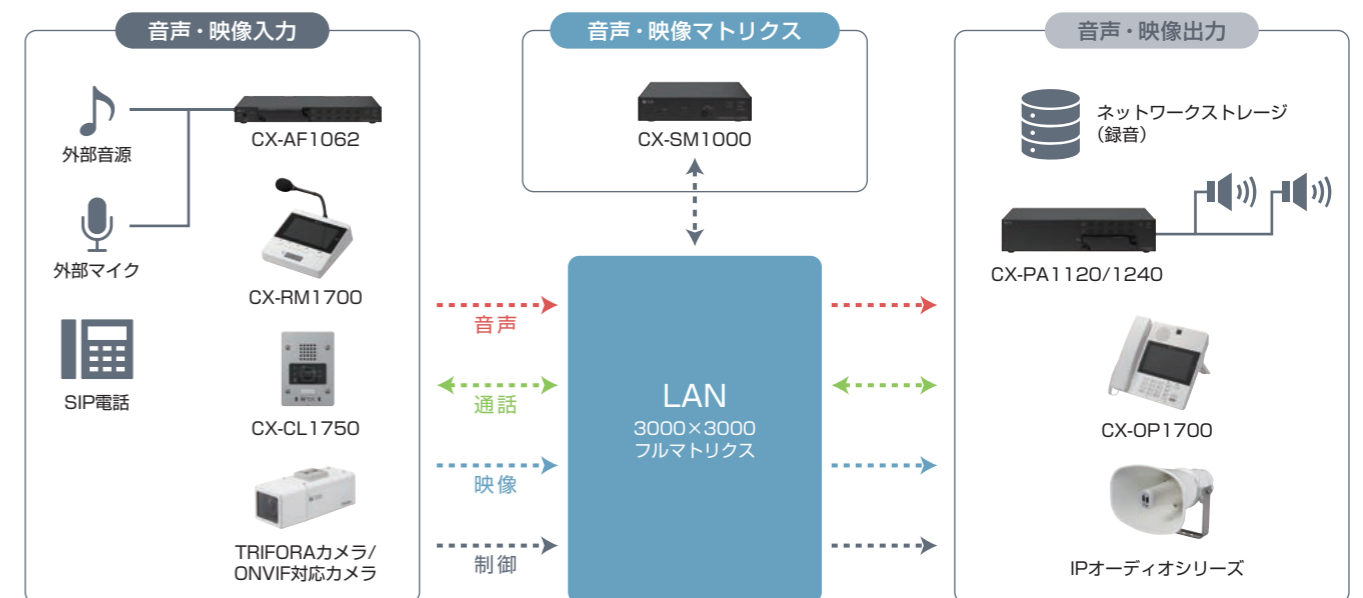 音声・映像入力
外部音源
CX-AF1062
外部マイク
CX-RM1700
SIP電話
CX-CL1750
TRIFORAカメラ/
ONVIF対応カメラ
音声・映像マトリクス
CX-SM1000
音声
通話
映像
制御
LAN
3000×3000
フルマトリクス
音声・映像出力
ネットワークストレージ
（録音）
CX-PA1120/1240
CX-OP1700
IPオーディオシリーズ